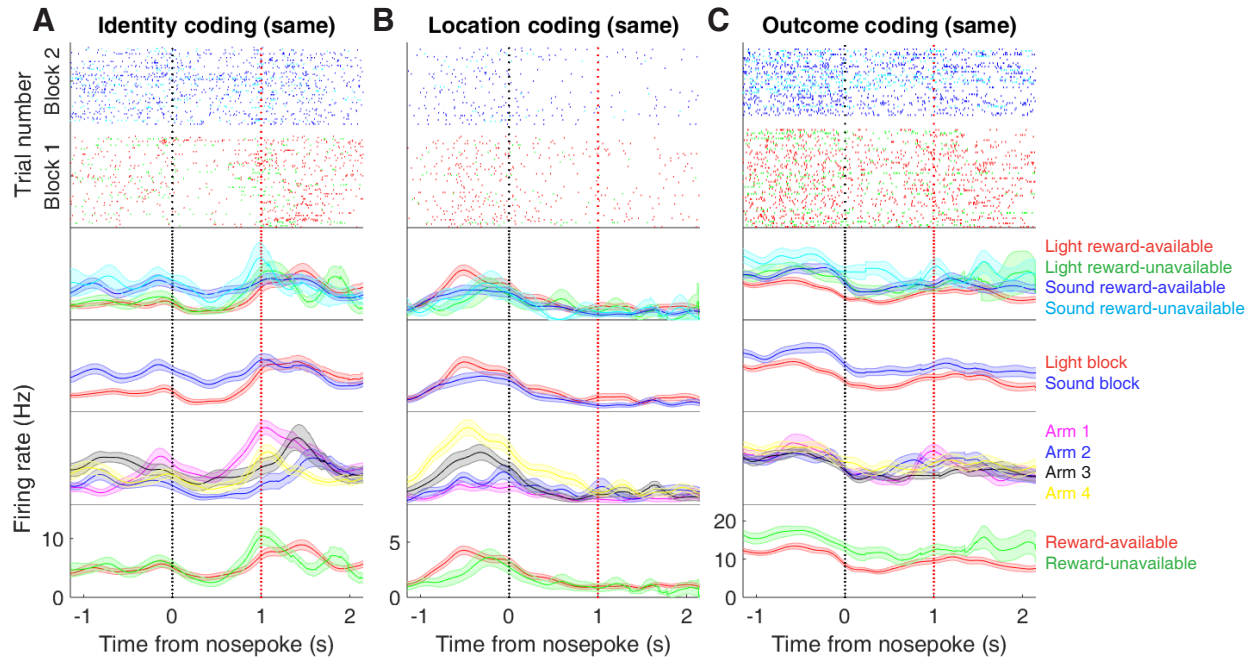 A Identity coding (same)
B Location coding (same)
C Outcome coding (same)
Trial number
Block 1 Block 2
Light reward-available
Light reward-unavailable
Sound reward-available
Sound reward-unavailable
Light block
Sound block
Firing rate (Hz)
Arm 1
Arm 2
Arm 3
Arm 4
10
0
5
0
20
10
0
Reward-available
Reward-unavailable
-1 0 1 2
-1 0 1 2
-1 0 1 2
Time from nosepoke (s)
Time from nosepoke (s)
Time from nosepoke (s)